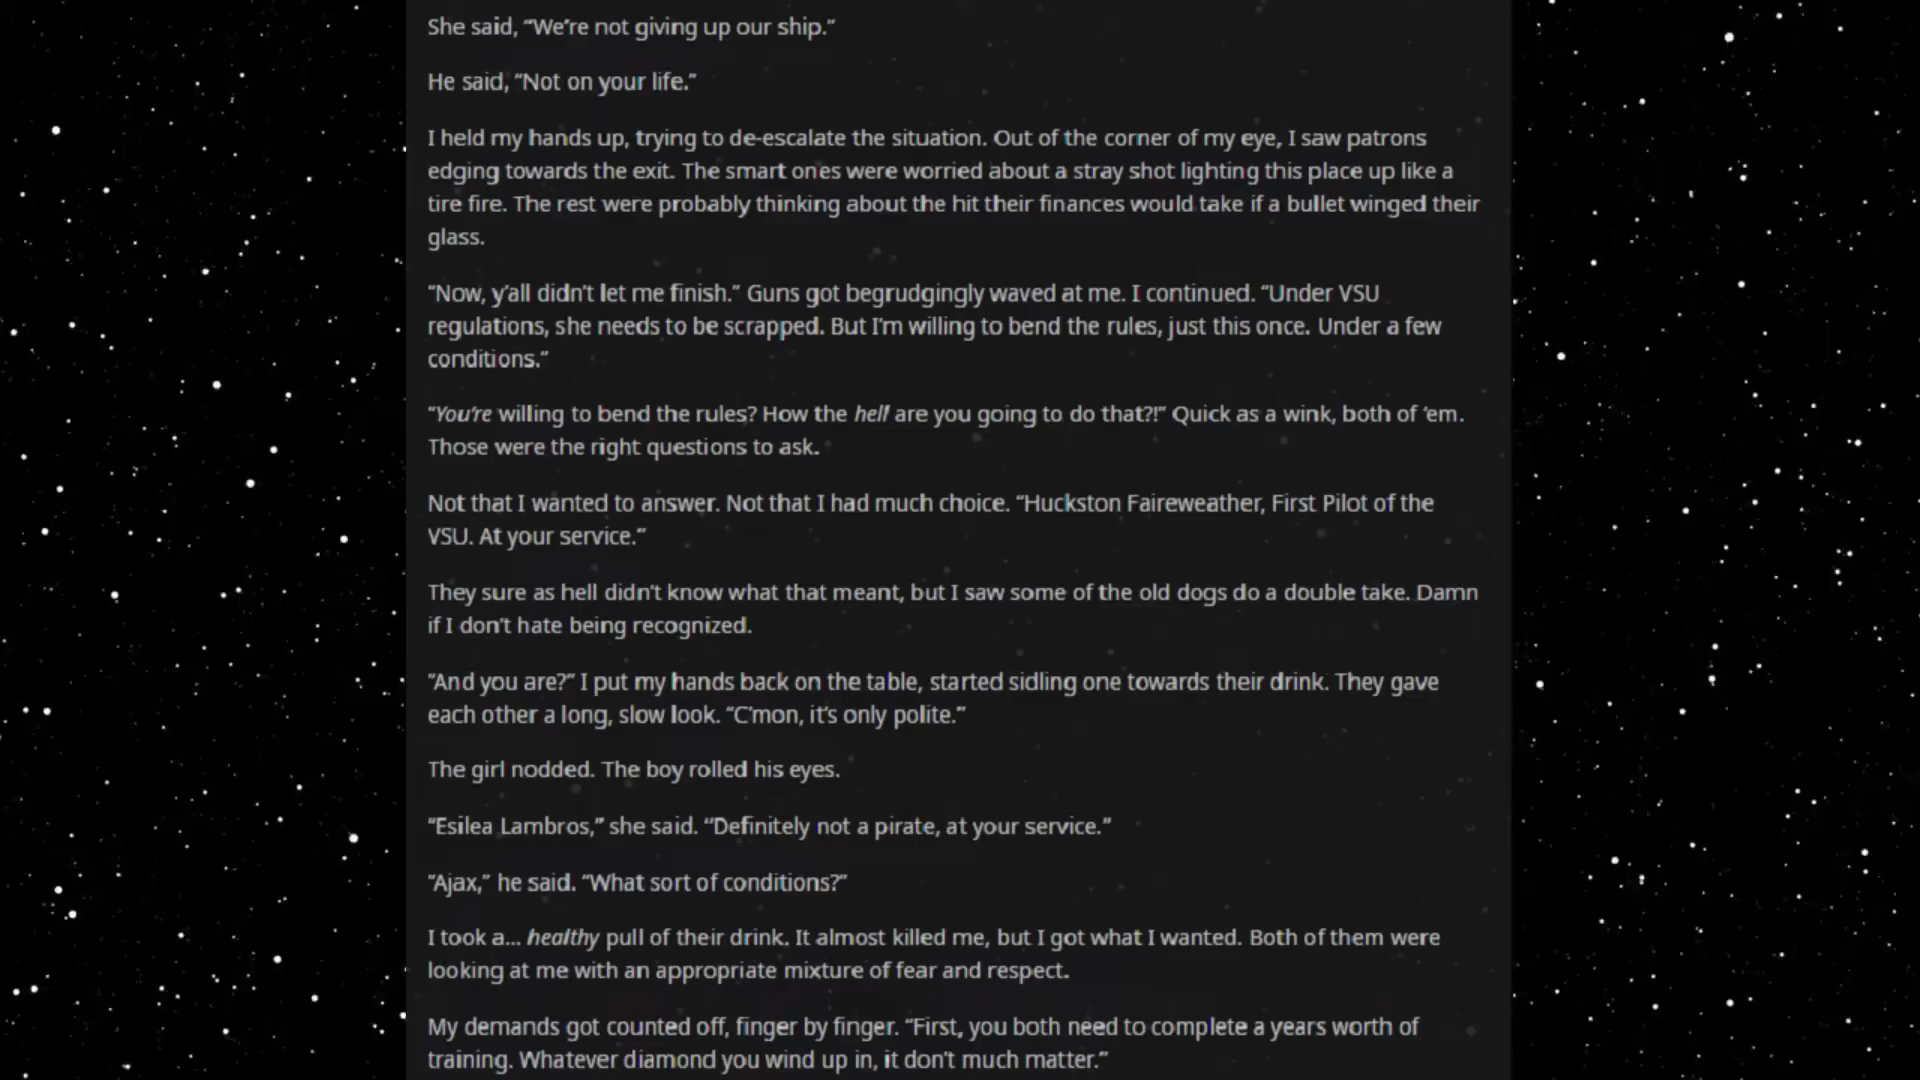 She said, “We’re not giving up our ship.”
He said, “Not on your life.”
I held my hands up, trying to de-escalate the situation. Out of the corner of my eye, I saw patrons
edging towards the exit. The smart ones were worried about a stray shot lighting this place up like a
tire fire. The rest were probably thinking about the hit their finances would take if a bullet winged their
glass.
“Now, y’all didn’t let me finish.” Guns got begrudgingly waved at me. I continued. “Under VSU
regulations, she needs to be scrapped. But I’m willing to bend the rules, just this once. Under a few
conditions.”
“You’re willing to bend the rules? How the hell are you going to do that?!” Quick as a wink, both of ’em.
Those were the right questions to ask.
Not that I wanted to answer. Not that I had much choice. “Huckston Faireweather, First Pilot of the
VSU. At your service.”
They sure as hell didn’t know what that meant, but I saw some of the old dogs do a double take. Damn
if I don’t hate being recognized.
“And you are?” I put my hands back on the table, started sidling one towards their drink. They gave
each other a long, slow look. “C’mon, it’s only polite.”
The girl nodded. The boy rolled his eyes.
“Esilea Lambros,” she said. “Definitely not a pirate, at your service.”
“Ajax,” he said. “What sort of conditions?”
I took a... healthy pull of their drink. It almost killed me, but I got what I wanted. Both of them were
looking at me with an appropriate mixture of fear and respect.
My demands got counted off, finger by finger. “First, you both need to complete a years worth of
training. Whatever diamond you wind up in, it don’t much matter.”